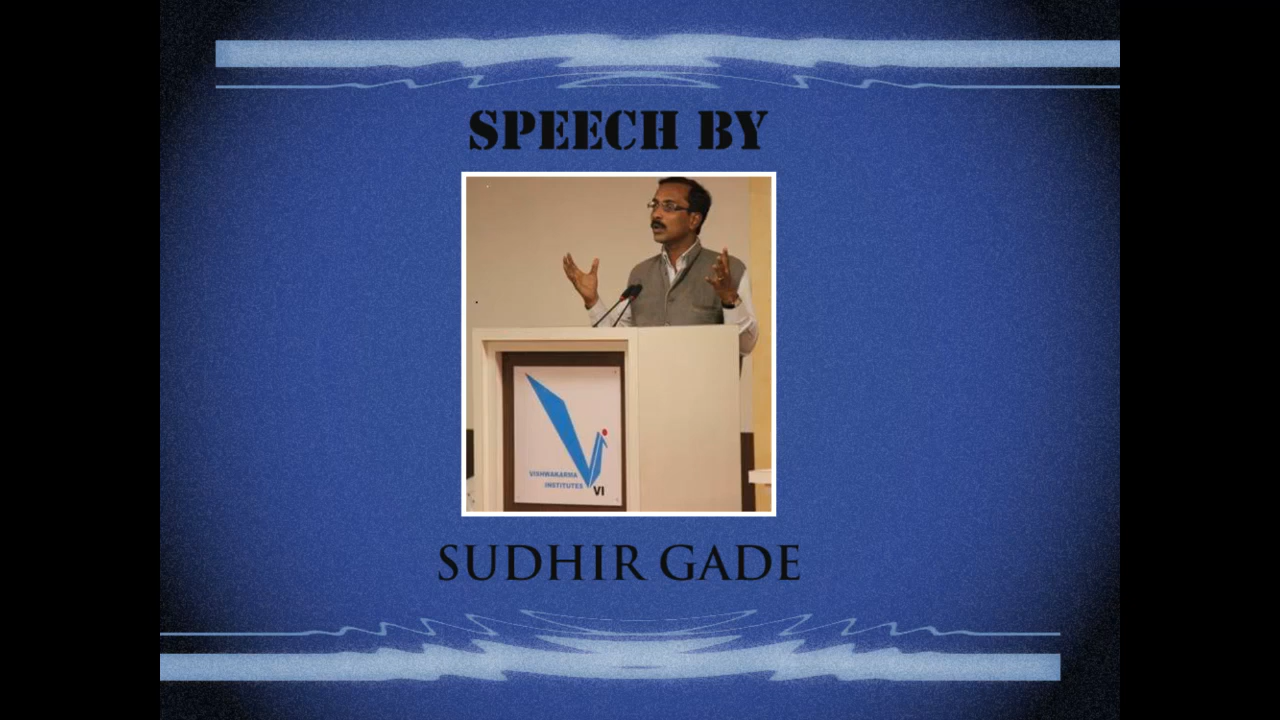 SPEECH BY
VISHWAKARMA
INSTITUTES
VI
SUDHIR GADE